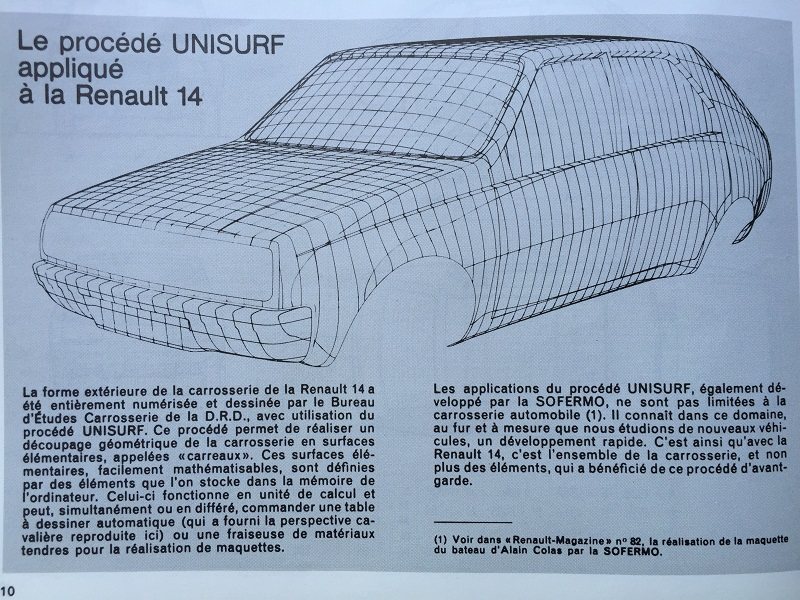 Le procédé UNISURF
appliqué
à la Renault 14
La forme extérieure de la carrosserie de la Renault 14 a
été entièrement numérisée et dessinée par le Bureau
d'Études Carrosserie de la D.R.D., avec utilisation du
procédé UNISURF. Ce procédé permet de réaliser un
découpage géométrique de la carrosserie en surfaces
élémentaires, appelées «carreaux». Ces surfaces élé-
mentaires, facilement mathématisables, sont définies
par des éléments que l'on stocke dans la mémoire de
l'ordinateur. Celui-ci fonctionne en unité de calcul et
peut, simultanément ou en différé, commander une table
à dessiner automatique (qui a fourni la perspective ca-
valière reproduite ici) ou une fraiseuse de matériaux
tendres pour la réalisation de maquettes.
Les applications du procédé UNISURF, également dé-
veloppé par la SOFERMO, ne sont pas limitées à la
carrosserie automobile (1). Il connaît dans ce domaine,
au fur et à mesure que nous étudions de nouveaux véhi-
cules, un développement rapide. C'est ainsi qu'avec la
Renault 14, c'est l'ensemble de la carrosserie, et non
plus des éléments, qui a bénéficié de ce procédé d'avant-
garde.
(1) Voir dans «Renault-Magazine» n° 82, la réalisation de la maquette
du bateau d'Alain Colas par la SOFERMO.
10